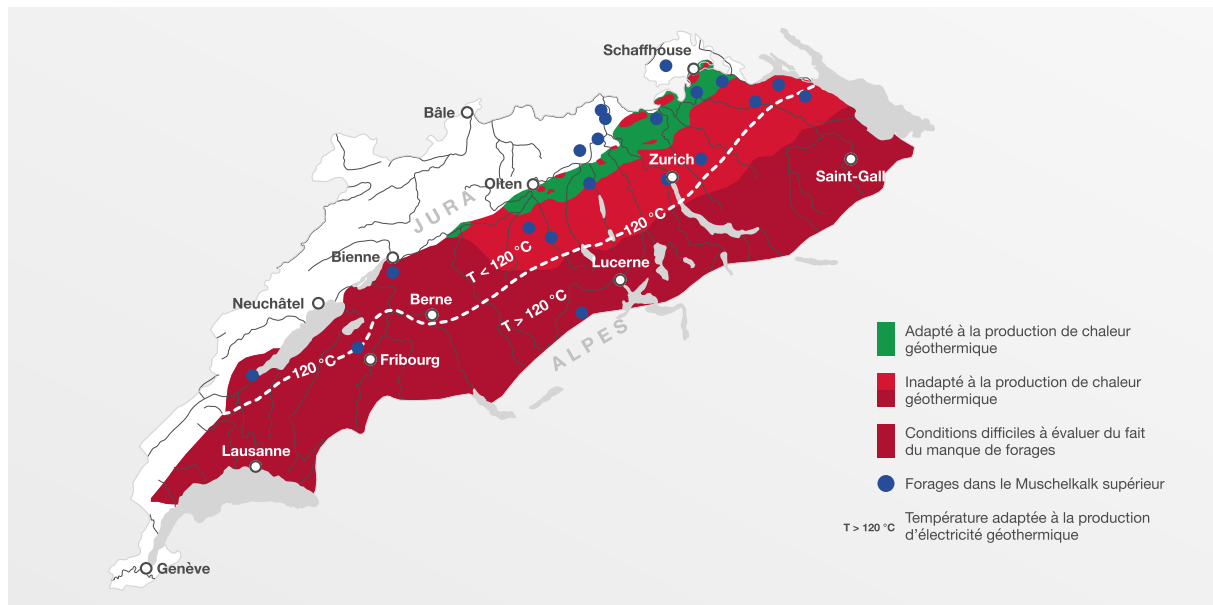 Schaffhouse
Bâle
Zurich
Saint-Gall
Olten
JURA
120 °C
T < 120 °C
Bienne
Lucerne
Neuchâtel
Berne
T > 120 °C
ALPES
120 °C
Fribourg
Lausanne
Genève
Adapté à la production de chaleur
géothermique
Inadapté à la production de chaleur
géothermique
Conditions difficiles à évaluer du fait
du manque de forages
Forages dans le Muschelkalk supérieur
T > 120 °C
Température adaptée à la production
d’électricité géothermique